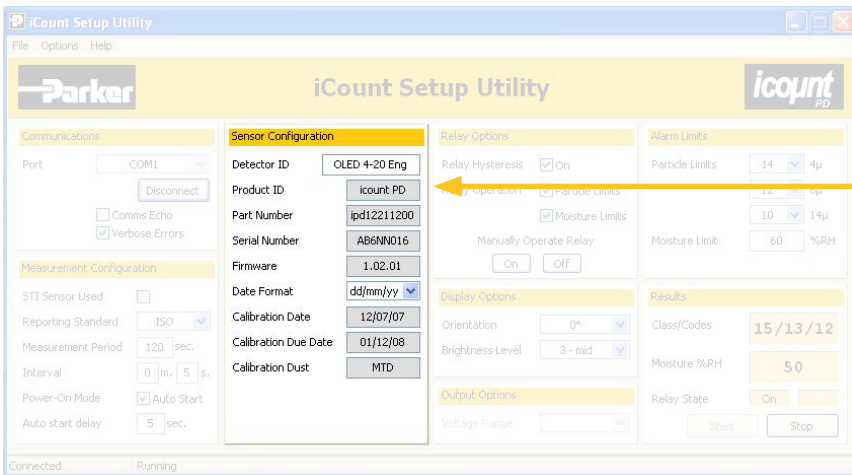 iCount Setup Utility
File Options Help
Parker
iCount Setup Utility
icount
PD
Communications
Port COM1
Disconnect
Comms Echo
Verbose Errors
Measurement Configuration
STI Sensor Used
Reporting Standard ISO
Measurement Period 120 sec.
Interval 0 m. 5 s.
Power-On Mode Auto Start
Auto start delay 5 sec.
Sensor Configuration
Detector ID OLED 4-20 Eng
Product ID icount PD
Part Number ipd12211200
Serial Number AB6NN016
Firmware 1.02.01
Date Format dd/mm/yy
Calibration Date 12/07/07
Calibration Due Date 01/12/08
Calibration Dust MTD
Relay Options
Relay Hysteresis On
Relay Operation Particle Limits
Moisture Limits
Manually Operate Relay
On Off
Display Options
Orientation 0°
Brightness Level 3 - mid
Output Options
Voltage Range
Alarm Limits
Particle Limits 14 4µ
12 6µ
10 14µ
Moisture Limit 60 %RH
Results
Class/Codes 15/13/12
Moisture %RH 50
Relay State On
Start Stop
Connected Running